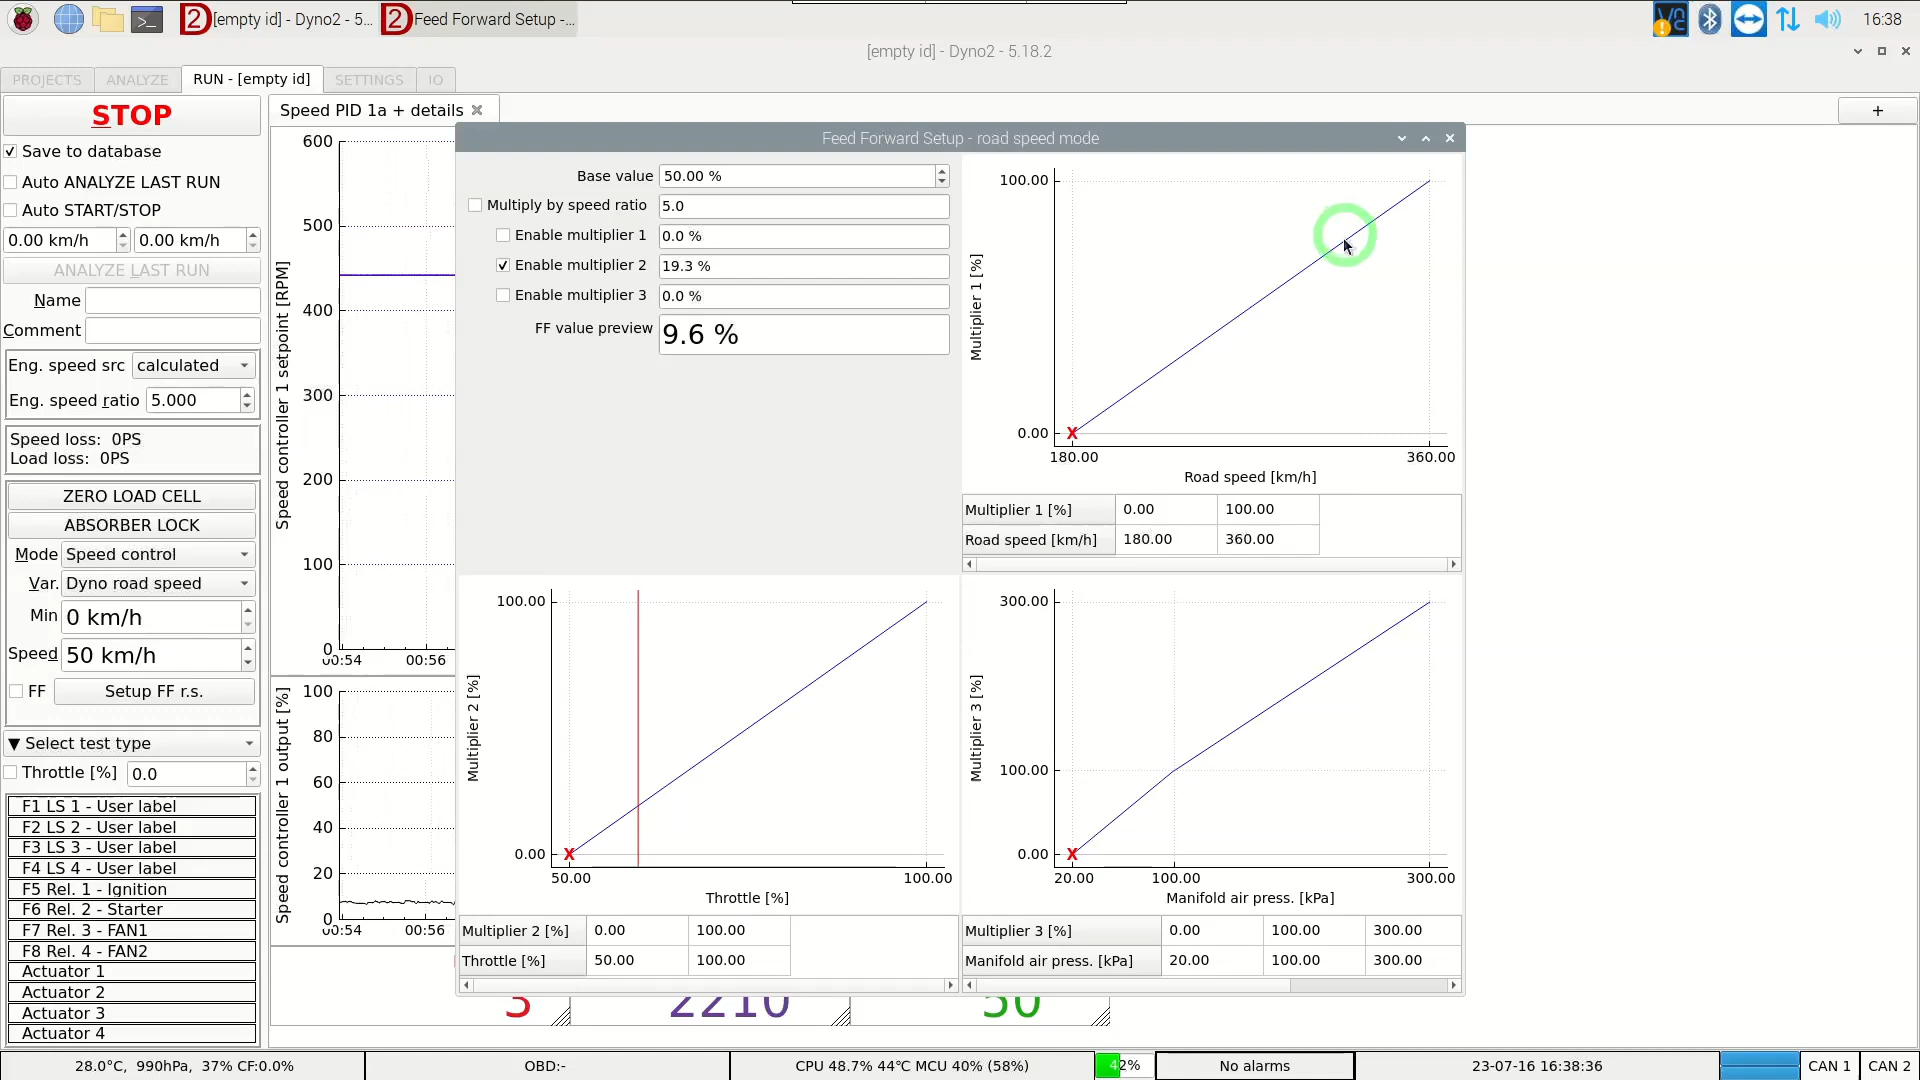 [empty id] - Dyno2 - 5...
Feed Forward Setup -...
16:38
[empty id] - Dyno2 - 5.18.2
PROJECTS
ANALYZE
RUN - [empty id]
SETTINGS
IO
STOP
Save to database
Auto ANALYZE LAST RUN
Auto START/STOP
0.00 km/h
0.00 km/h
ANALYZE LAST RUN
Name
Comment
Eng. speed src calculated
Eng. speed ratio 5.000
Speed loss: 0PS
Load loss: 0PS
ZERO LOAD CELL
ABSORBER LOCK
Mode Speed control
Var. Dyno road speed
Min 0 km/h
Speed 50 km/h
FF Setup FF r.s.
▼ Select test type
Throttle [%] 0.0
F1 LS 1 - User label
F2 LS 2 - User label
F3 LS 3 - User label
F4 LS 4 - User label
F5 Rel. 1 - Ignition
F6 Rel. 2 - Starter
F7 Rel. 3 - FAN1
F8 Rel. 4 - FAN2
Actuator 1
Actuator 2
Actuator 3
Actuator 4
Speed PID 1a + details
+
Speed controller 1 setpoint [RPM]
600
500
400
300
200
100
0
00:54 00:56
Speed controller 1 output [%]
100
80
60
40
20
0
00:54 00:56
Feed Forward Setup - road speed mode
Base value 50.00 %
Multiply by speed ratio 5.0
Enable multiplier 1 0.0 %
Enable multiplier 2 19.3 %
Enable multiplier 3 0.0 %
FF value preview 9.6 %
Multiplier 1 [%]
100.00
0.00
X
180.00 360.00
Road speed [km/h]
Multiplier 1 [%] 0.00 100.00
Road speed [km/h] 180.00 360.00
Multiplier 2 [%]
100.00
0.00
X
50.00 100.00
Throttle [%]
Multiplier 2 [%] 0.00 100.00
Throttle [%] 50.00 100.00
Multiplier 3 [%]
300.00
100.00
0.00
X
20.00 100.00 300.00
Manifold air press. [kPa]
Multiplier 3 [%] 0.00 100.00 300.00
Manifold air press. [kPa] 20.00 100.00 300.00
3 2210 50
28.0°C, 990hPa, 37% CF:0.0%
OBD:-
CPU 48.7% 44℃ MCU 40% (58%)
42%
No alarms
23-07-16 16:38:36
CAN 1
CAN 2